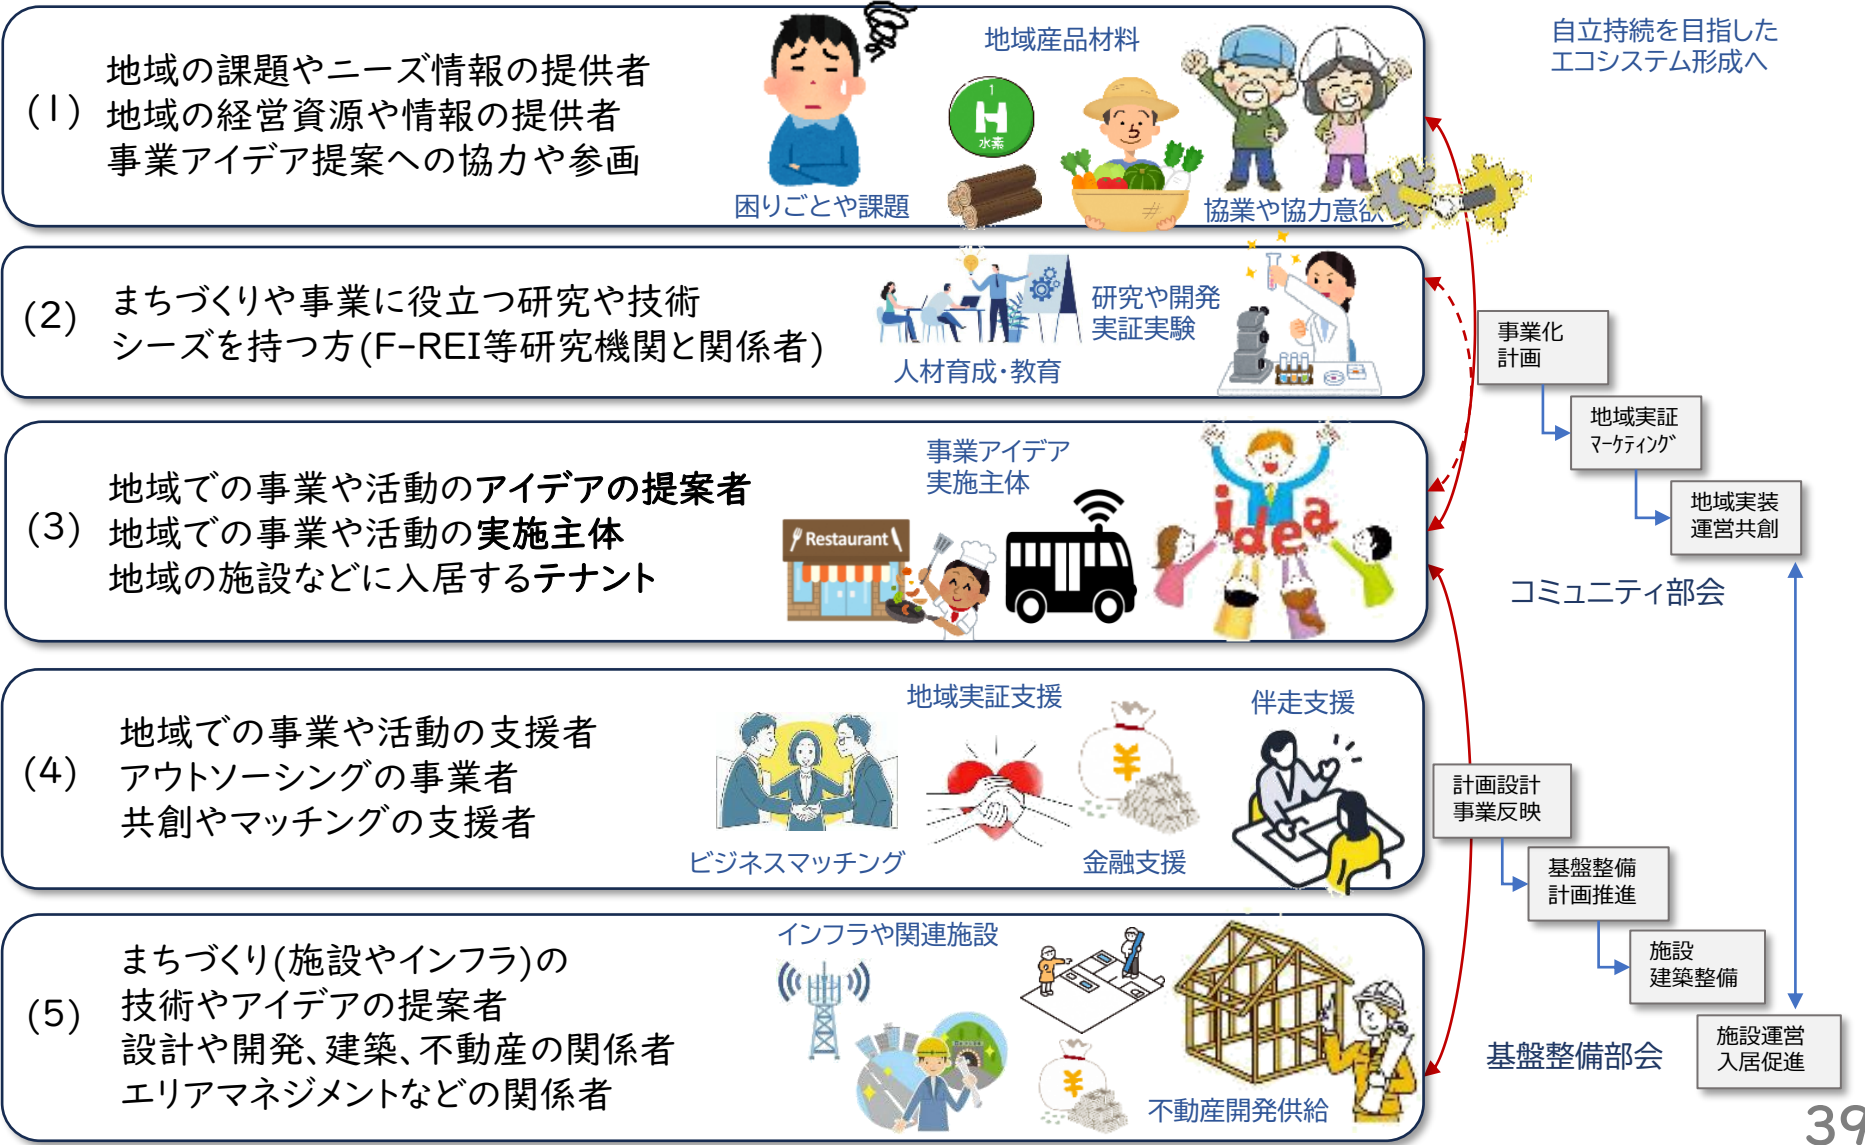 自立持続を目指した
エコシステム形成へ
(1)
地域の課題やニーズ情報の提供者
地域の経営資源や情報の提供者
事業アイデア提案への協力や参画
地域産品材料
1
H
水素
困りごとや課題
協業や協力意欲
(2)
まちづくりや事業に役立つ研究や技術
シーズを持つ方(F-REI等研究機関と関係者)
研究や開発
実証実験
人材育成・教育
(3)
地域での事業や活動のアイデアの提案者
地域での事業や活動の実施主体
地域の施設などに入居するテナント
事業アイデア
実施主体
Restaurant
idea
事業化
計画
地域実証
ﾏｰｹﾃｨﾝｸﾞ
地域実装
運営共創
コミュニティ部会
(4)
地域での事業や活動の支援者
アウトソーシングの事業者
共創やマッチングの支援者
地域実証支援
伴走支援
¥
ビジネスマッチング
金融支援
計画設計
事業反映
基盤整備
計画推進
施設
建築整備
施設運営
入居促進
基盤整備部会
(5)
まちづくり(施設やインフラ)の
技術やアイデアの提案者
設計や開発、建築、不動産の関係者
エリアマネジメントなどの関係者
インフラや関連施設
¥
不動産開発供給
39